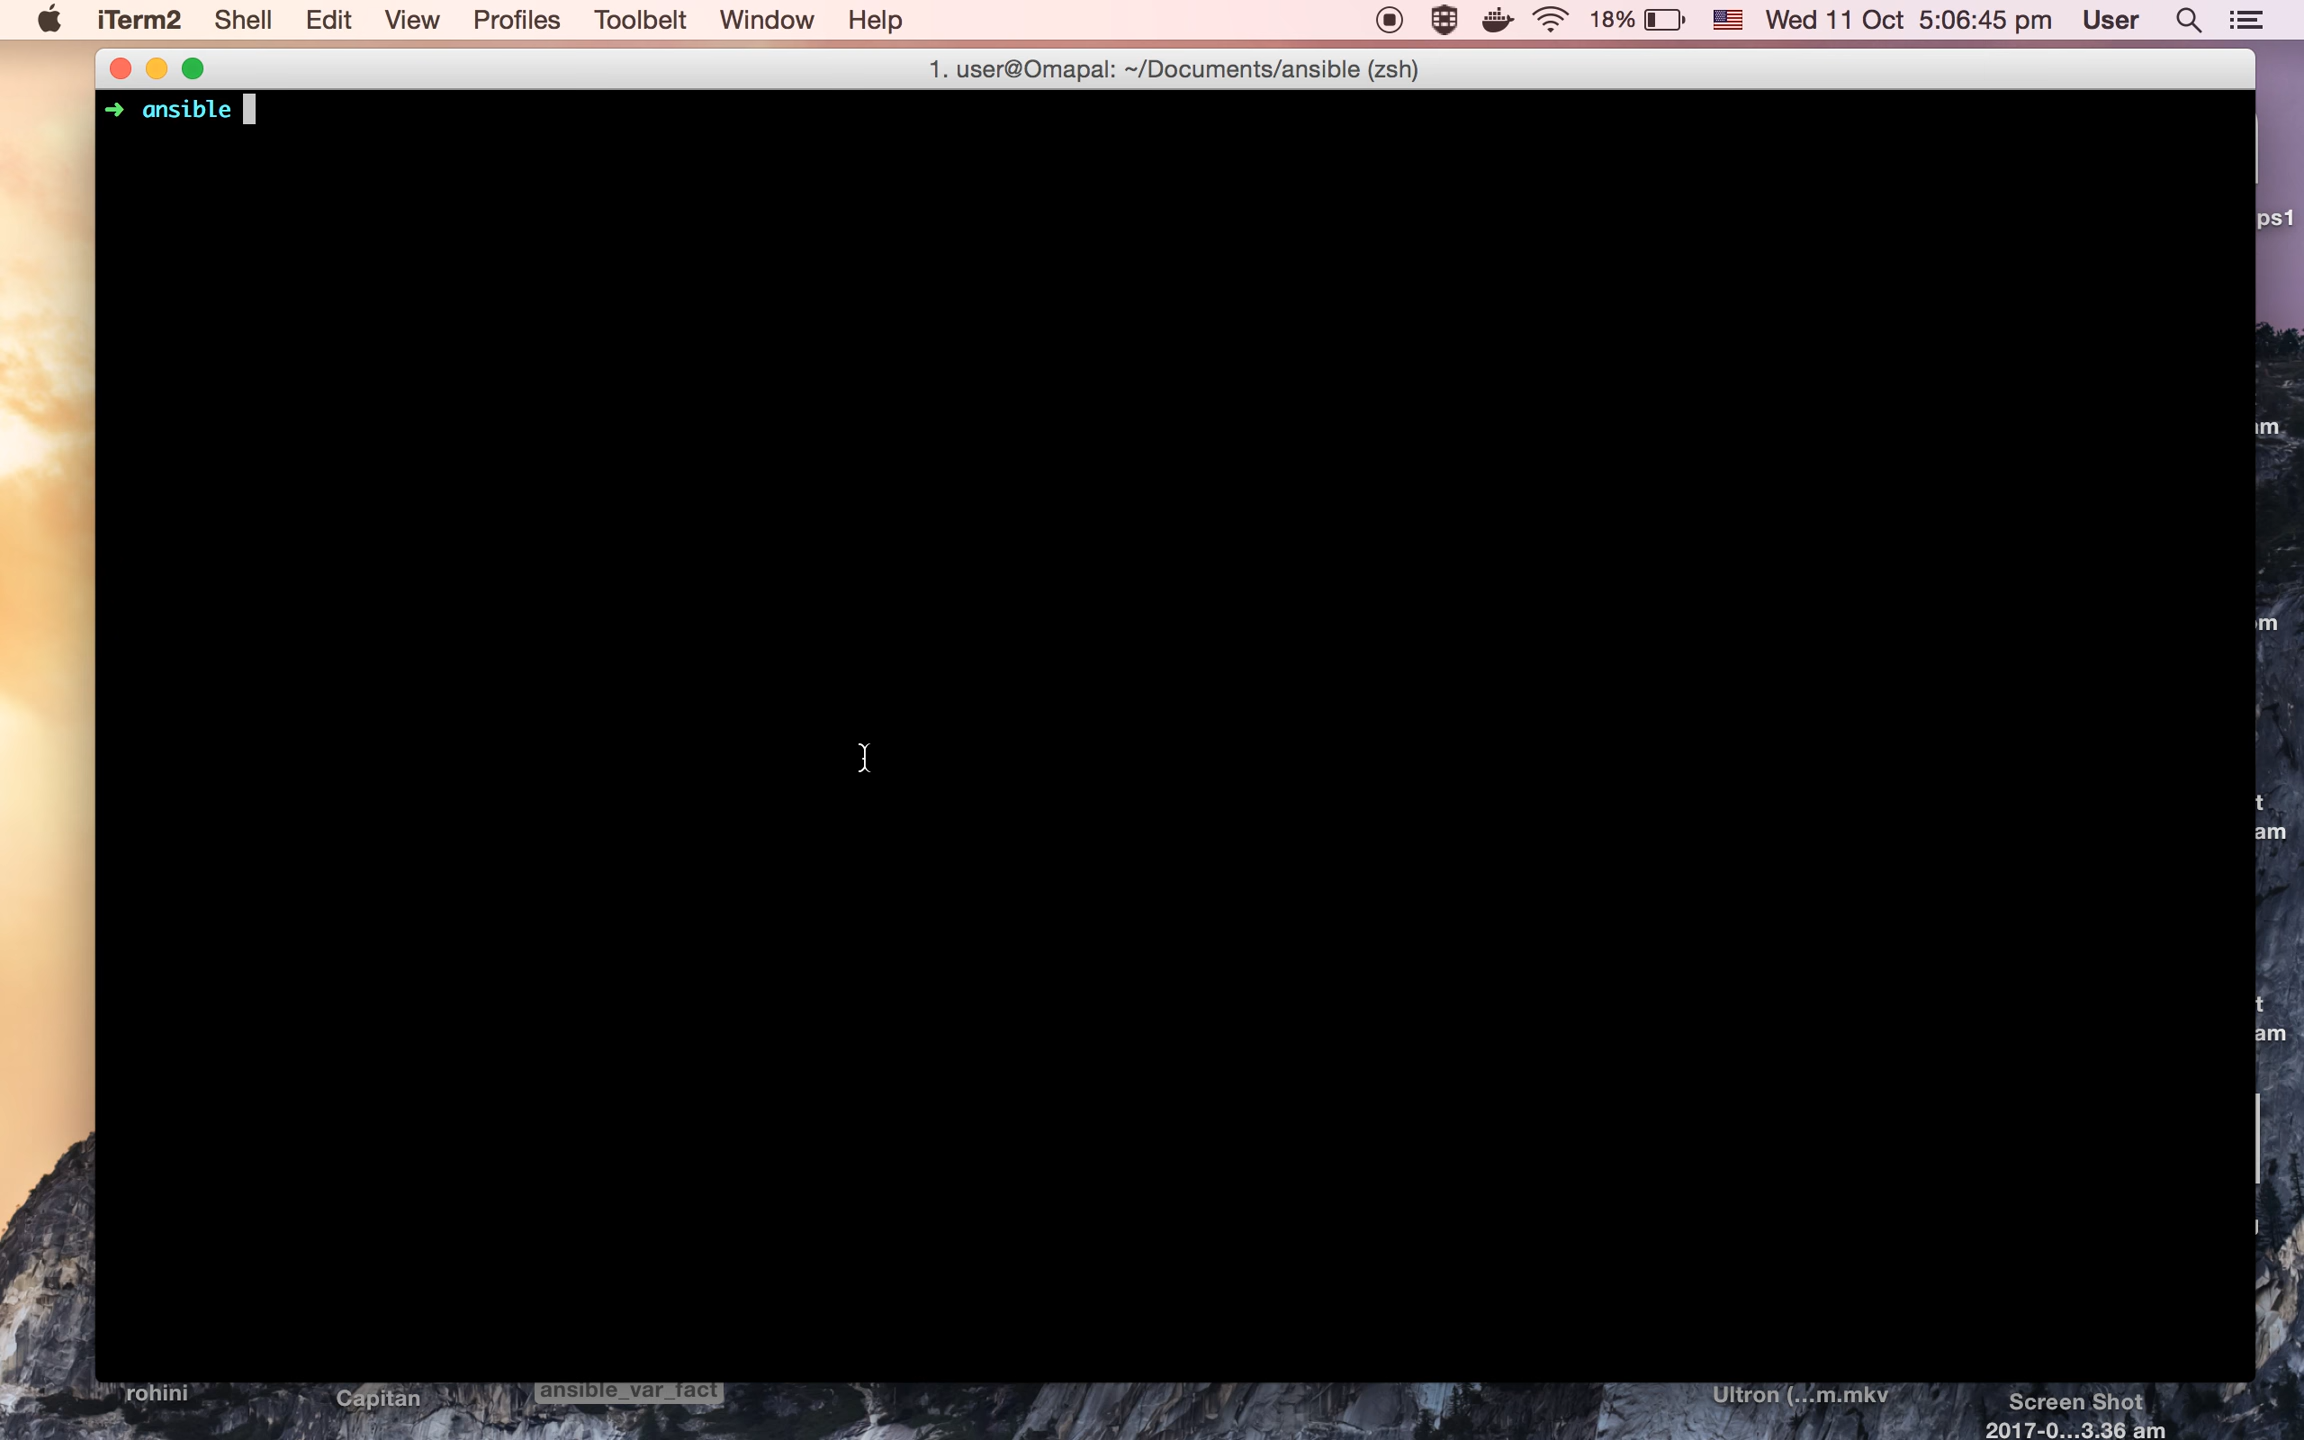 iTerm2 Shell Edit View Profiles Toolbelt Window Help 18% Wed 11 Oct 5:06:45 pm User
1. user@Omapal: ~/Documents/ansible (zsh)
➜ ansible
ps1
am
t
am
t
am
rohini
Capitan
ansible_var_fact
Ultron (...m.mkv
Screen Shot
2017-0...3.36 am